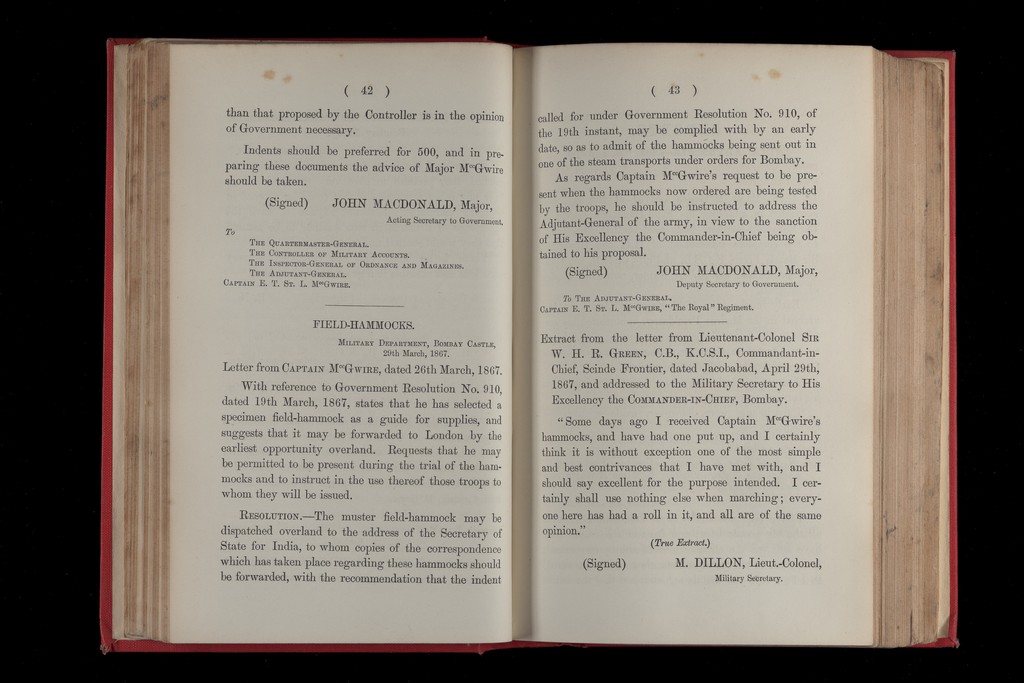 ( 42 )
than that proposed by the Controller is in the opinion
of Government necessary.
Indents should be preferred for 500, and in pre-
paring these documents the advice of Major McGwire
should be taken.
(Signed) JOHN MACDONALD, Major,
Acting Secretary to Government.
To
The Quartermaster-General.
The Controller of Military Accounts.
The Inspector-General of Ordnance and Magazines.
The Adjutant-General.
Captain E. T. St. L. McGwire.
FIELD-HAMMOCKS.
Military Department, Bombay Castle,
29th March, 1867.
Letter from Captain McGwire, dated 26th March, 1867.
With reference to Government Resolution No. 910,
dated 19th March, 1867, states that he has selected a
specimen field-hammock as a guide for supplies, and
suggests that it may be forwarded to London by the
earliest opportunity overland. Requests that he may
be permitted to be present during the trial of the ham-
mocks and to instruct in the use thereof those troops to
whom they will be issued.
Resolution.—The muster field-hammock may be
dispatched overland to the address of the Secretary of
State for India, to whom copies of the correspondence
which has taken place regarding these hammocks should
be forwarded, with the recommendation that the indent
( 43 )
called for under Government Resolution No. 910, of
the 19th instant, may be complied with by an early
date, so as to admit of the hammocks being sent out in
one of the steam transports under orders for Bombay.
As regards Captain McGwire's request to be pre-
sent when the hammocks now ordered are being tested
by the troops, he should be instructed to address the
Adjutant-General of the army, in view to the sanction
of His Excellency the Commander-in-Chief being ob-
tained to his proposal.
(Signed) JOHN MACDONALD, Major,
Deputy Secretary to Government.
To The Adjutant-General.
Captain E. T. St. L. McGwire, "The Royal" Regiment.
Extract from the letter from Lieutenant-Colonel Sir
W. H. R. Green, C.B., K.C.S.I., Commandant-in-
Chief, Scinde Frontier, dated Jacobabad, April 29th,
1867, and addressed to the Military Secretary to His
Excellency the Commander-in-Chief, Bombay.
"Some days ago I received Captain McGwire's
hammocks, and have had one put up, and I certainly
think it is without exception one of the most simple
and best contrivances that I have met with, and I
should say excellent for the purpose intended. I cer-
tainly shall use nothing else when marching; every-
one here has had a roll in it, and all are of the same
opinion."
(True Extract.)
(Signed) M. DILLON, Lieut.-Colonel,
Military Secretary.